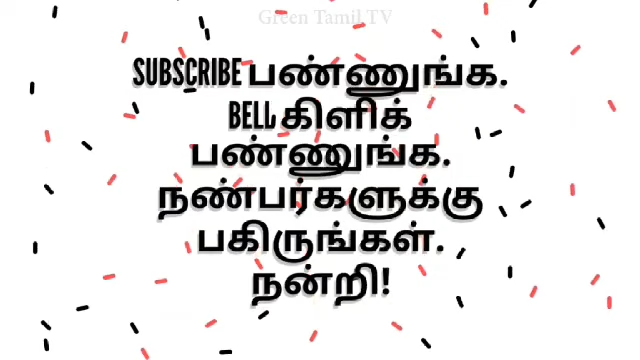 Green Tamil TV
SUBSCRIBE பண்ணுங்க.
BELL கிளிக்
பண்ணுங்க.
நண்பர்களுக்கு
பகிருங்கள்.
நன்றி!